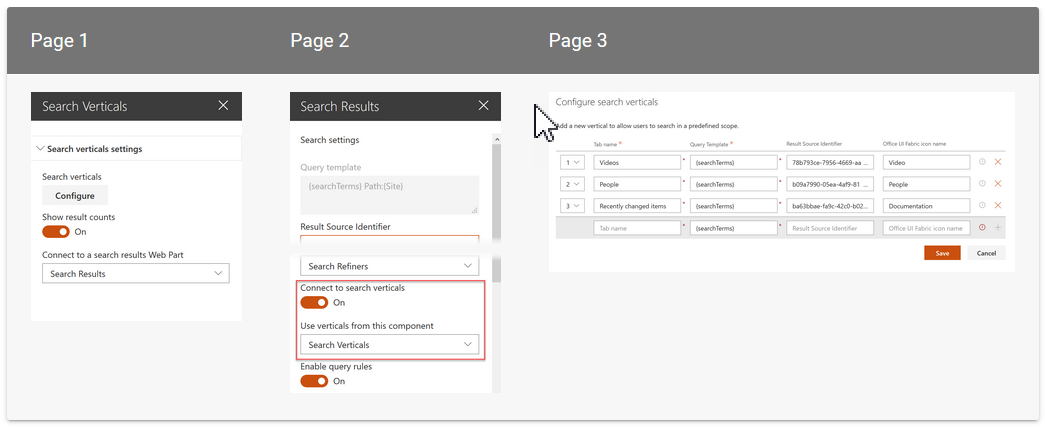 Page 1
Page 2
Page 3
Search Verticals
Search verticals settings
Search verticals
Configure
Show result counts
On
Connect to a search results Web Part
Search Results
Search Results
Search settings
Query template
{searchTerms} Path:{Site}
Result Source Identifier
Search Refiners
Connect to search verticals
On
Use verticals from this component
Search Verticals
Enable query rules
On
Configure search verticals
Add a new vertical to allow users to search in a predefined scope.
Tab name * Query Template * Result Source Identifier Office UI Fabric icon name
1 Videos * {searchTerms} * 78b793ce-7956-4669-aa ... Video
2 People * {searchTerms} * b09a7990-05ea-4af9-81 ... People
3 Recently changed items * {searchTerms} * ba63bbae-fa9c-42c0-b02... Documentation
Tab name * {searchTerms} * Result Source Identifier Office UI Fabric icon name
Save Cancel